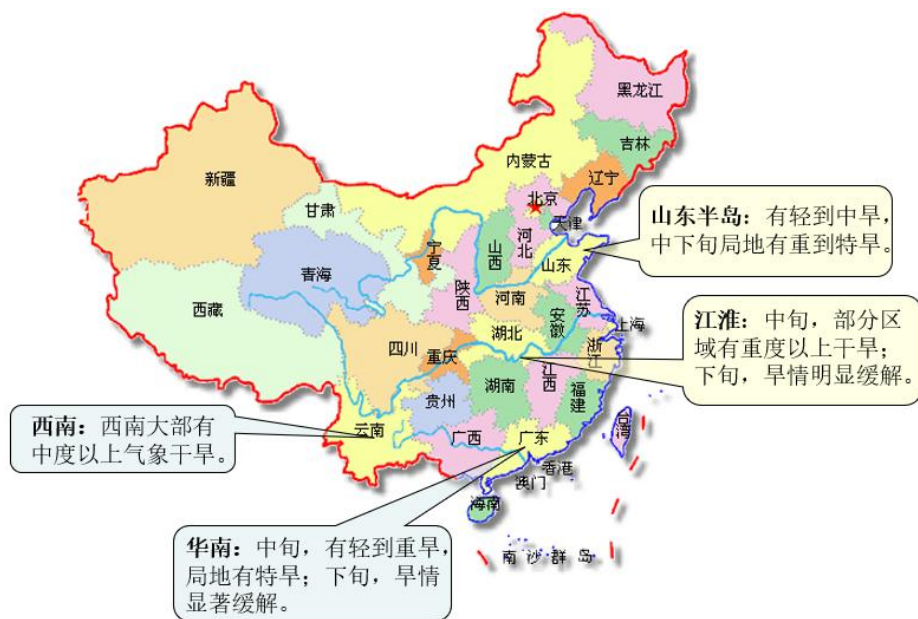 黑龙江
吉林
内蒙古
辽宁
新疆
北京
甘肃
天津
河北
山西
宁夏
山东
青海
陕西
河南
江苏
西藏
安徽
上海
湖北
四川
重庆
浙江
湖南
江西
贵州
福建
云南
台湾
广西
广东
香港
澳门
海南
南沙群岛
山东半岛：有轻到中旱，
中下旬局地有重到特旱。
江淮：中旬，部分区
域有重度以上干旱；
下旬，旱情明显缓解。
西南：西南大部有
中度以上气象干旱。
华南：中旬，有轻到重旱，
局地有特旱；下旬，旱情
显著缓解。